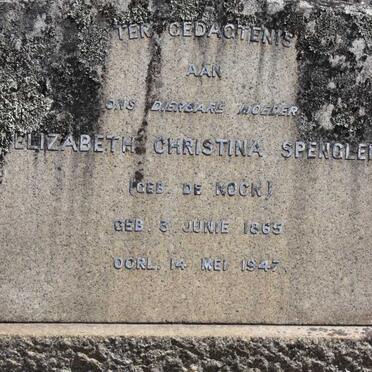 TER GEDAGTENIS
AAN
ONS DIERBARE MOEDER
ELIZABETH CHRISTINA SPENGLER
(GEB. DE KOCK)
GEB. 3 JUNIE 1865
OORL. 14 MEI 1947.